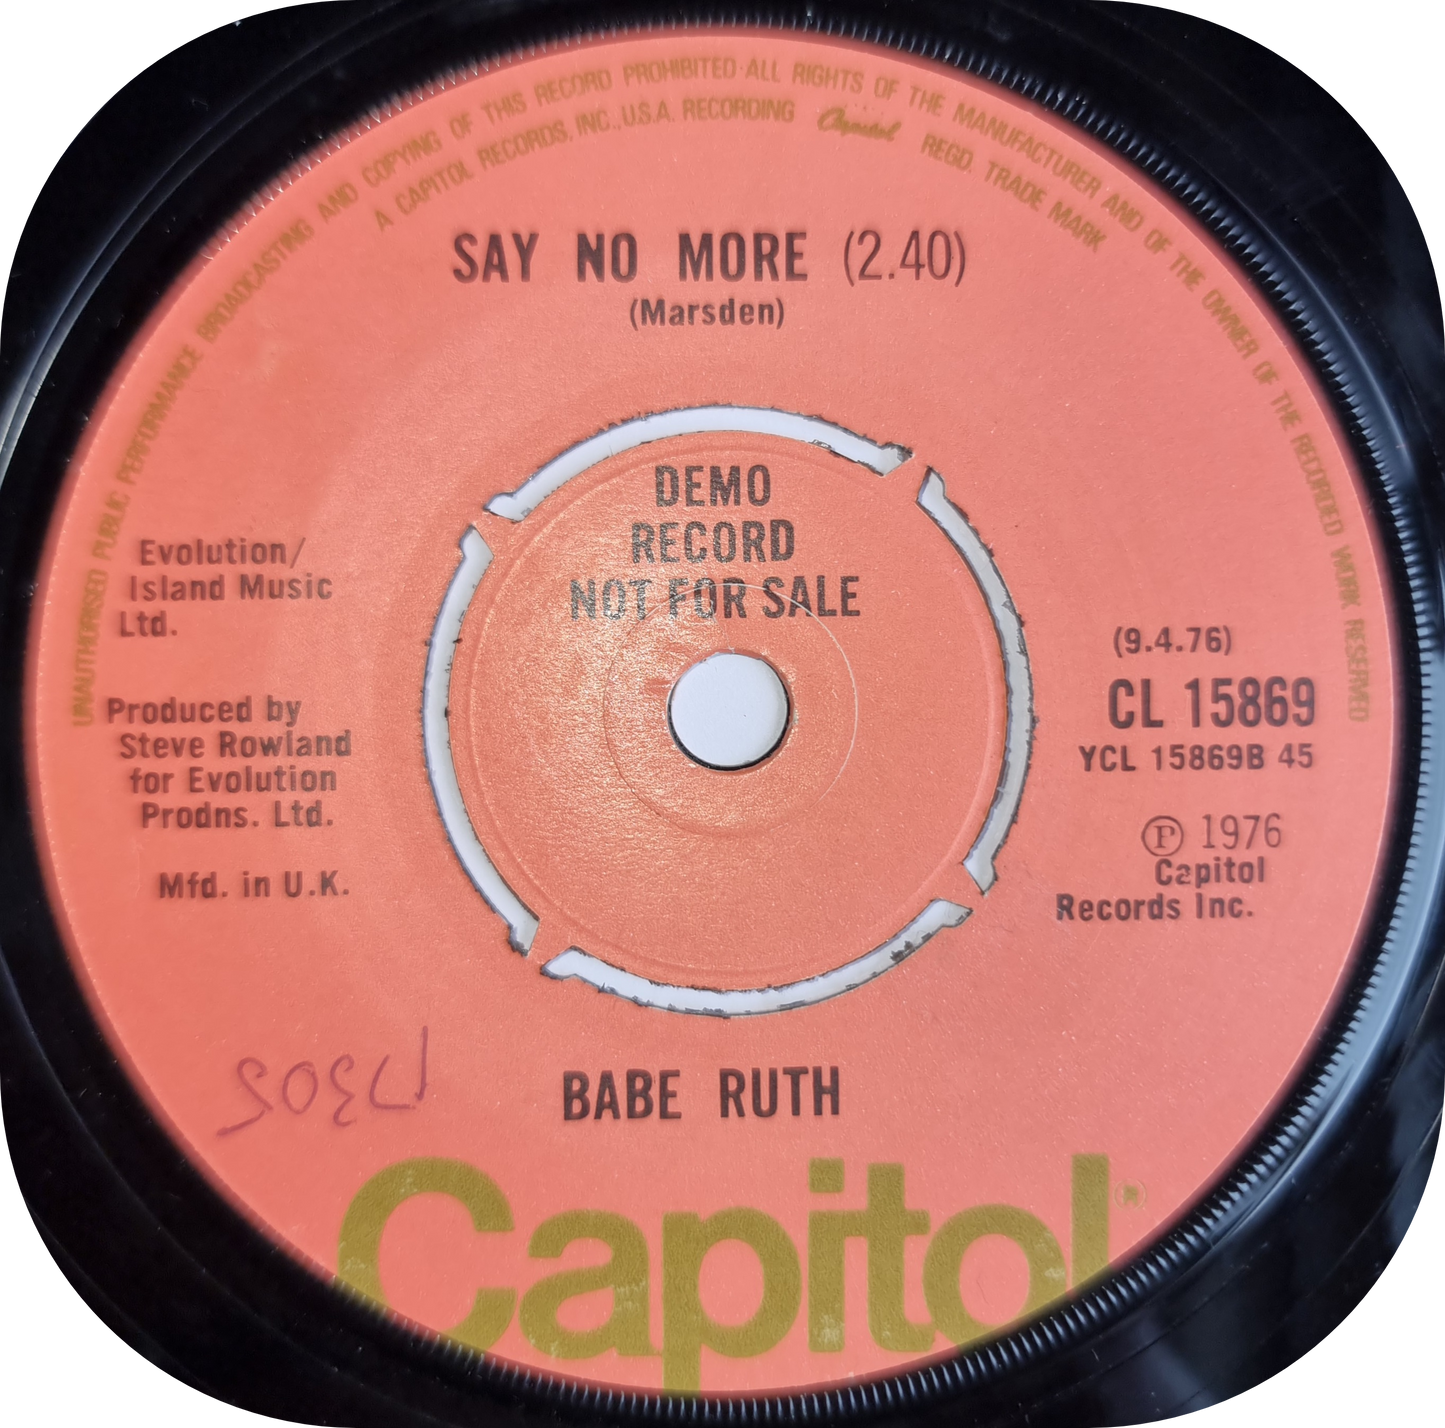 UNAUTHORISED PUBLIC PERFORMANCE BROADCASTING AND COPYING OF THIS RECORD PROHIBITED·ALL RIGHTS OF THE MANUFACTURER AND OF THE OWNER OF THE RECORDED WORK RESERVED
A CAPITOL RECORDS, INC., U.S.A. RECORDING Capitol REGD. TRADE MARK
SAY NO MORE (2.40)
(Marsden)
DEMO
RECORD
NOT FOR SALE
Evolution/
Island Music
Ltd.
Produced by
Steve Rowland
for Evolution
Prodns. Ltd.
Mfd. in U.K.
(9.4.76)
CL 15869
YCL 15869B 45
Ⓟ 1976
Capitol
Records Inc.
BABE RUTH
Capitol®